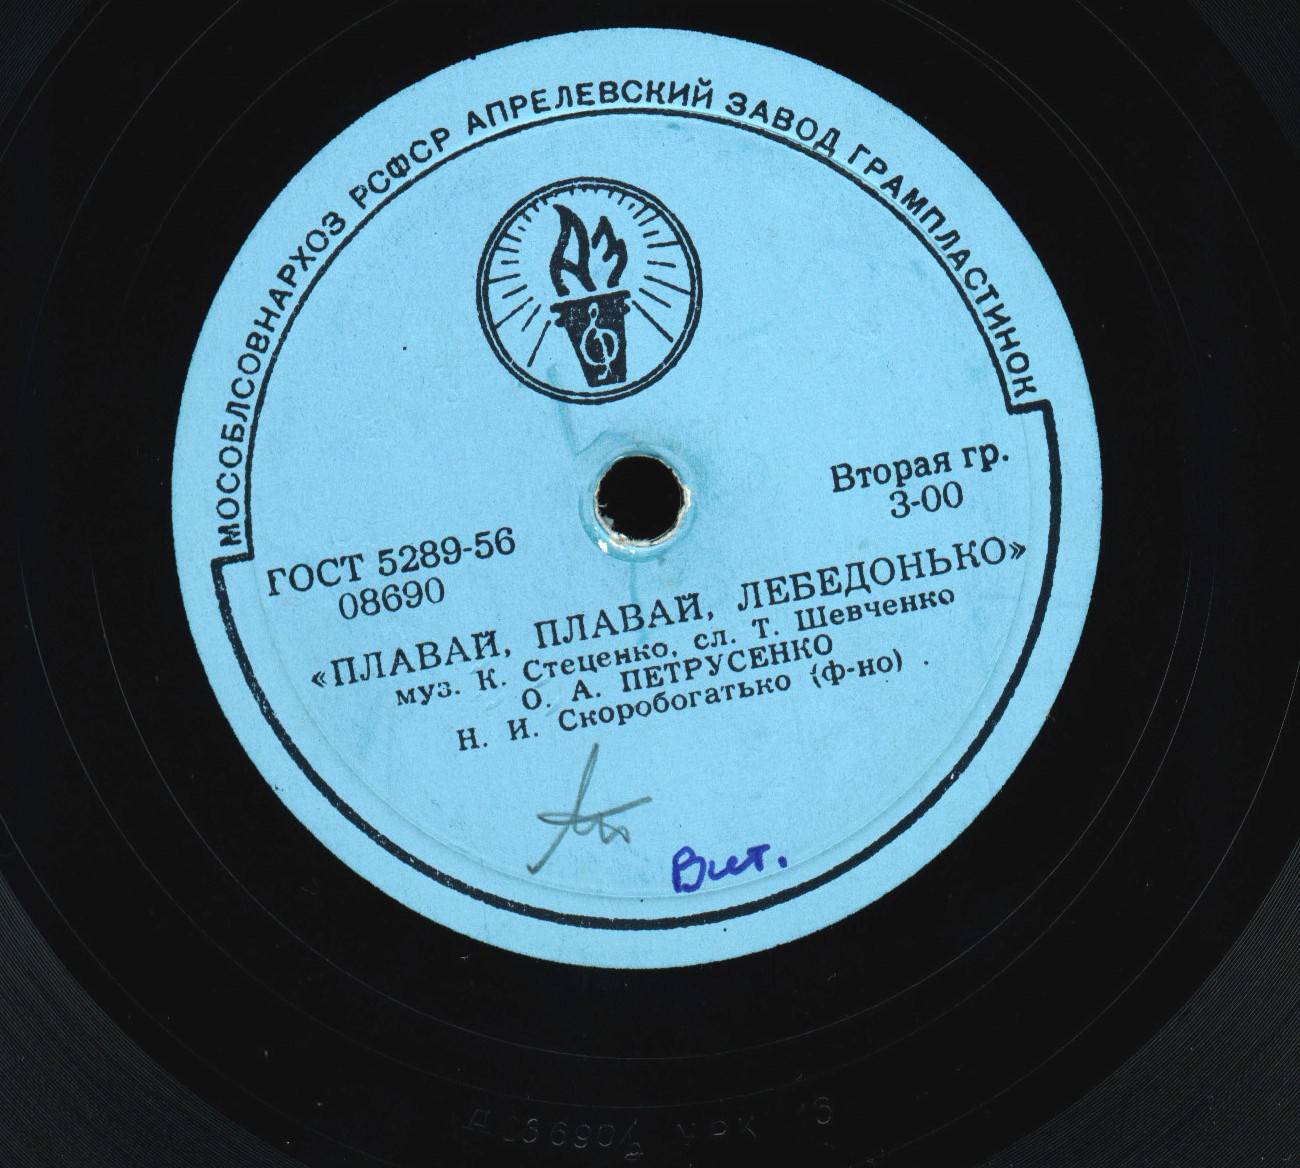 МОСОБЛСОВНАРХОЗ РСФСР АПРЕЛЕВСКИЙ ЗАВОД ГРАМПЛАСТИНОК
АЗ
Вторая гр.
3-00
ГОСТ 5289-56
08690
«ПЛАВАЙ, ПЛАВАЙ, ЛЕБЕДОНЬКО»
муз. К. Стеценко, сл. Т. Шевченко
О. А. ПЕТРУСЕНКО
Н. И. Скоробогатько (ф-но)